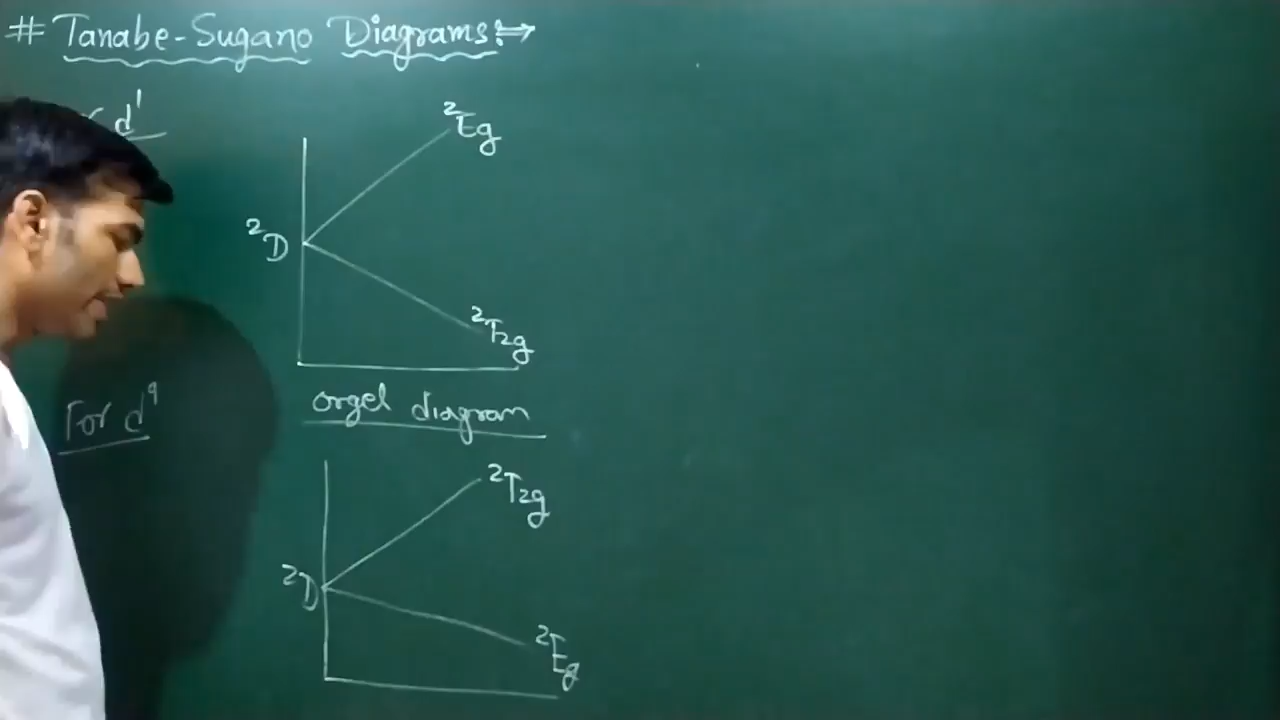 # Tanabe-Sugano Diagrams:→
d¹
²Eg
²D
²T₂g
orgel diagram
For d⁹
²T₂g
²D
²Eg